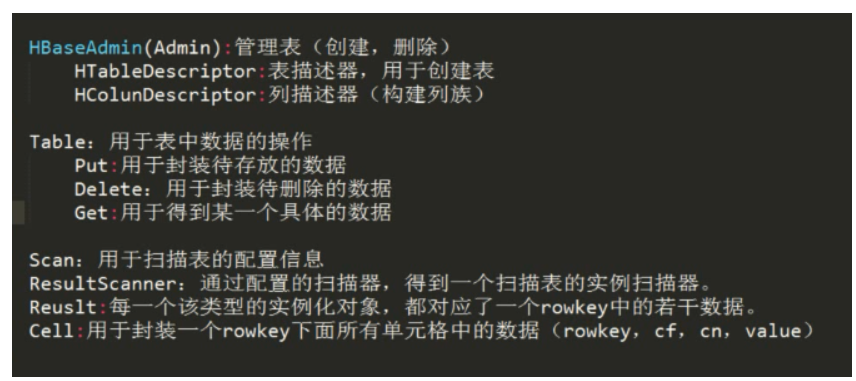 HBaseAdmin(Admin):管理表（创建，删除）
HTableDescriptor:表描述器，用于创建表
HColunDescriptor:列描述器（构建列族）
Table：用于表中数据的操作
Put:用于封装待存放的数据
Delete：用于封装待删除的数据
Get:用于得到某一个具体的数据
Scan：用于扫描表的配置信息
ResultScanner：通过配置的扫描器，得到一个扫描表的实例扫描器。
Reuslt:每一个该类型的实例化对象，都对应了一个rowkey中的若干数据。
Cell:用于封装一个rowkey下面所有单元格中的数据（rowkey，cf，cn，value）